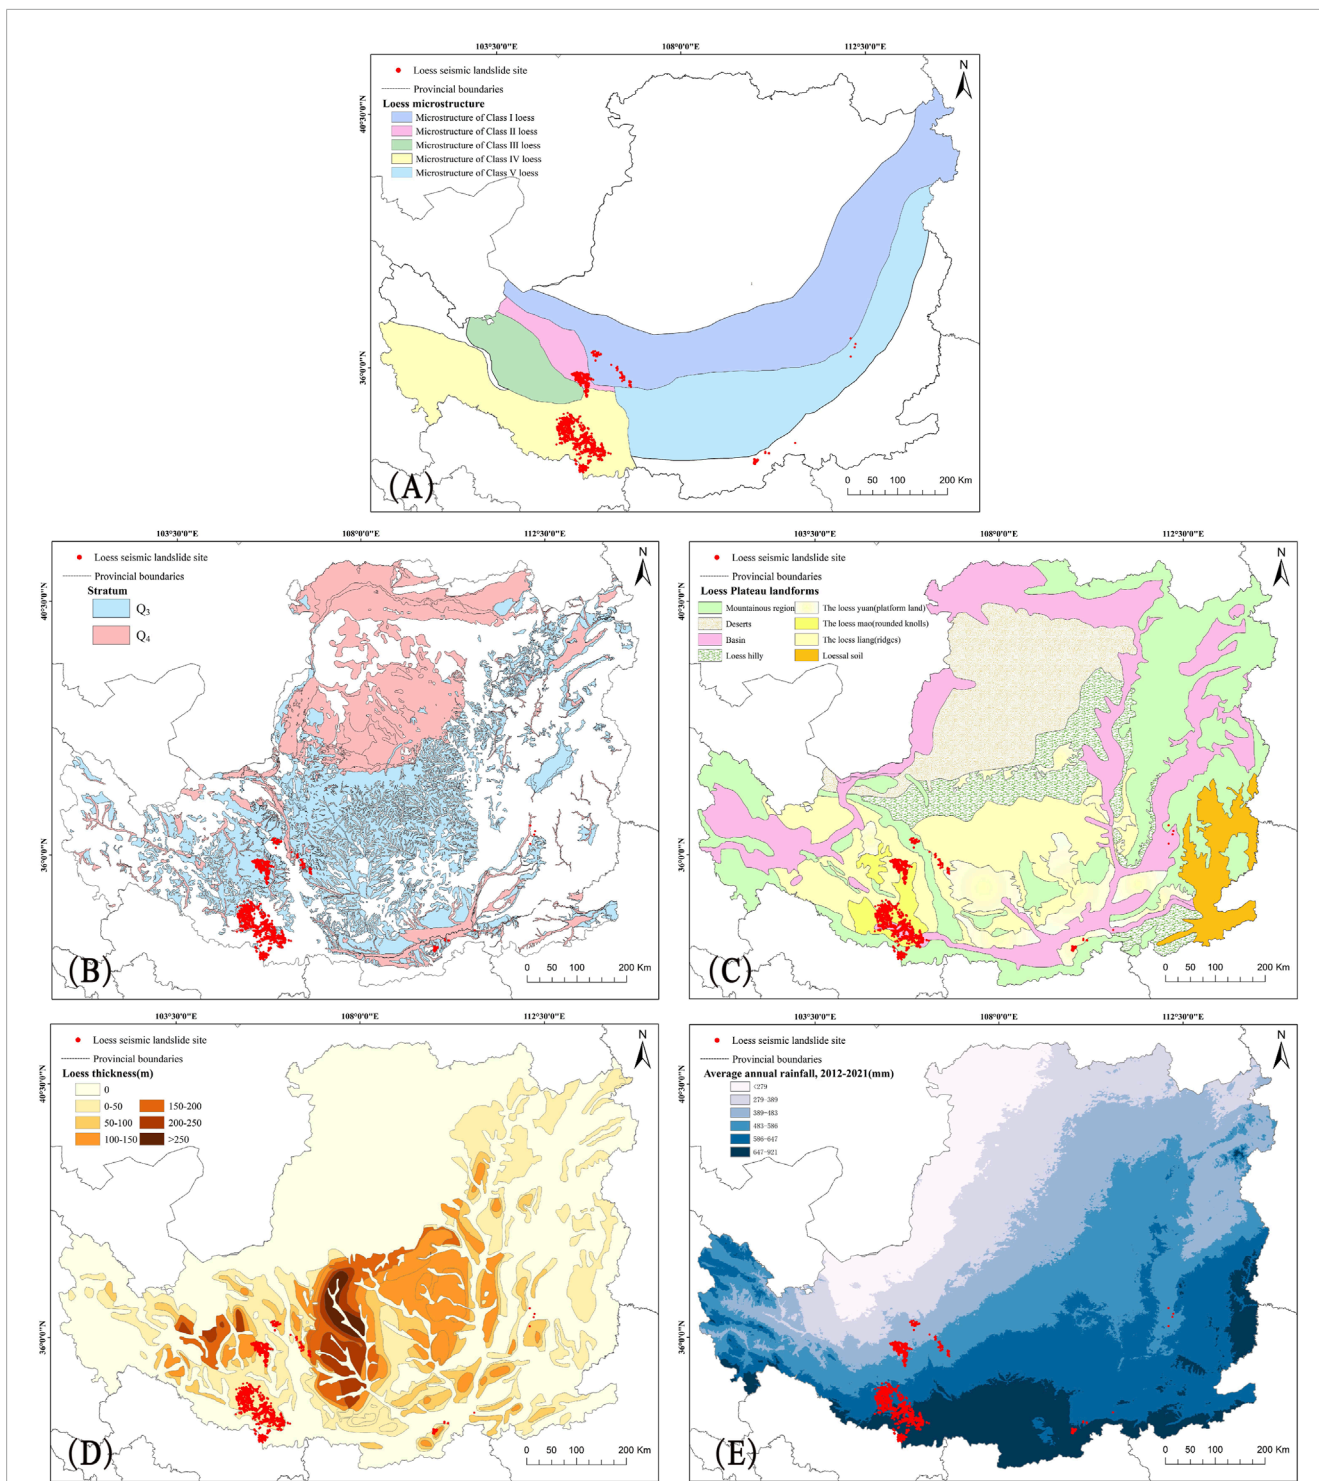 103°30'0"E 108°0'0"E 112°30'0"E
N
Loess seismic landslide site
Provincial boundaries
Loess microstructure
Microstructure of Class I loess
Microstructure of Class II loess
Microstructure of Class III loess
Microstructure of Class IV loess
Microstructure of Class V loess
40°30'0"N
36°0'0"N
(A)
0 50 100 200 Km
103°30'0"E 108°0'0"E 112°30'0"E
N
Loess seismic landslide site
Provincial boundaries
Stratum
Q3
Q4
40°30'0"N
36°0'0"N
(B)
0 50 100 200 Km
103°30'0"E 108°0'0"E 112°30'0"E
N
Loess seismic landslide site
Provincial boundaries
Loess Plateau landforms
Mountainous region The loess yuan(platform land)
Deserts The loess mao(rounded knolls)
Basin The loess liang(ridges)
Loess hilly Loessal soil
40°30'0"N
36°0'0"N
(C)
0 25 50 100 150 200 Km
103°30'0"E 108°0'0"E 112°30'0"E
N
Loess seismic landslide site
Provincial boundaries
Loess thickness(m)
0
0-50 150-200
50-100 200-250
100-150 >250
40°30'0"N
36°0'0"N
(D)
0 50 100 200 Km
103°30'0"E 108°0'0"E 112°30'0"E
N
Loess seismic landslide site
Provincial boundaries
Average annual rainfall, 2012-2021(mm)
<279
279-389
389-483
483-586
586-647
647-921
40°30'0"N
36°0'0"N
(E)
0 50 100 200 Km